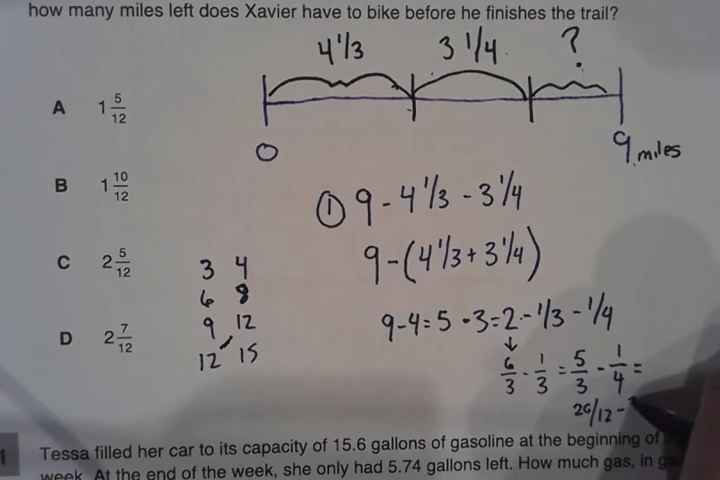 how many miles left does Xavier have to bike before he finishes the trail?
4 1/3 3 1/4 ?
0 9 miles
A 1 5/12
B 1 10/12
C 2 5/12
D 2 7/12
① 9 - 4 1/3 - 3 1/4
9 - (4 1/3 + 3 1/4)
9 - 4 = 5 - 3 = 2 - 1/3 - 1/4
6/3 - 1/3 = 5/3 - 1/4 =
20/12 -
3 4
6 8
9 12
12 15
Tessa filled her car to its capacity of 15.6 gallons of gasoline at the beginning of
week. At the end of the week, she only had 5.74 gallons left. How much gas, in